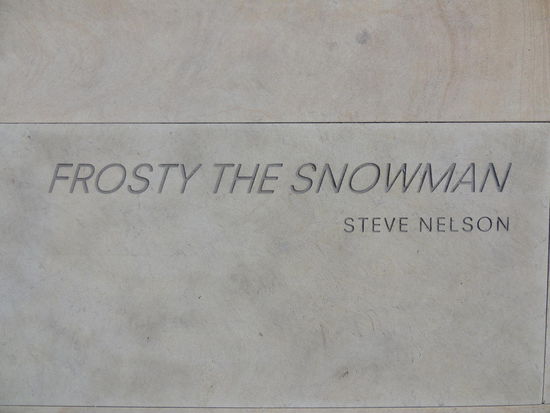 FROSTY THE SNOWMAN
STEVE NELSON